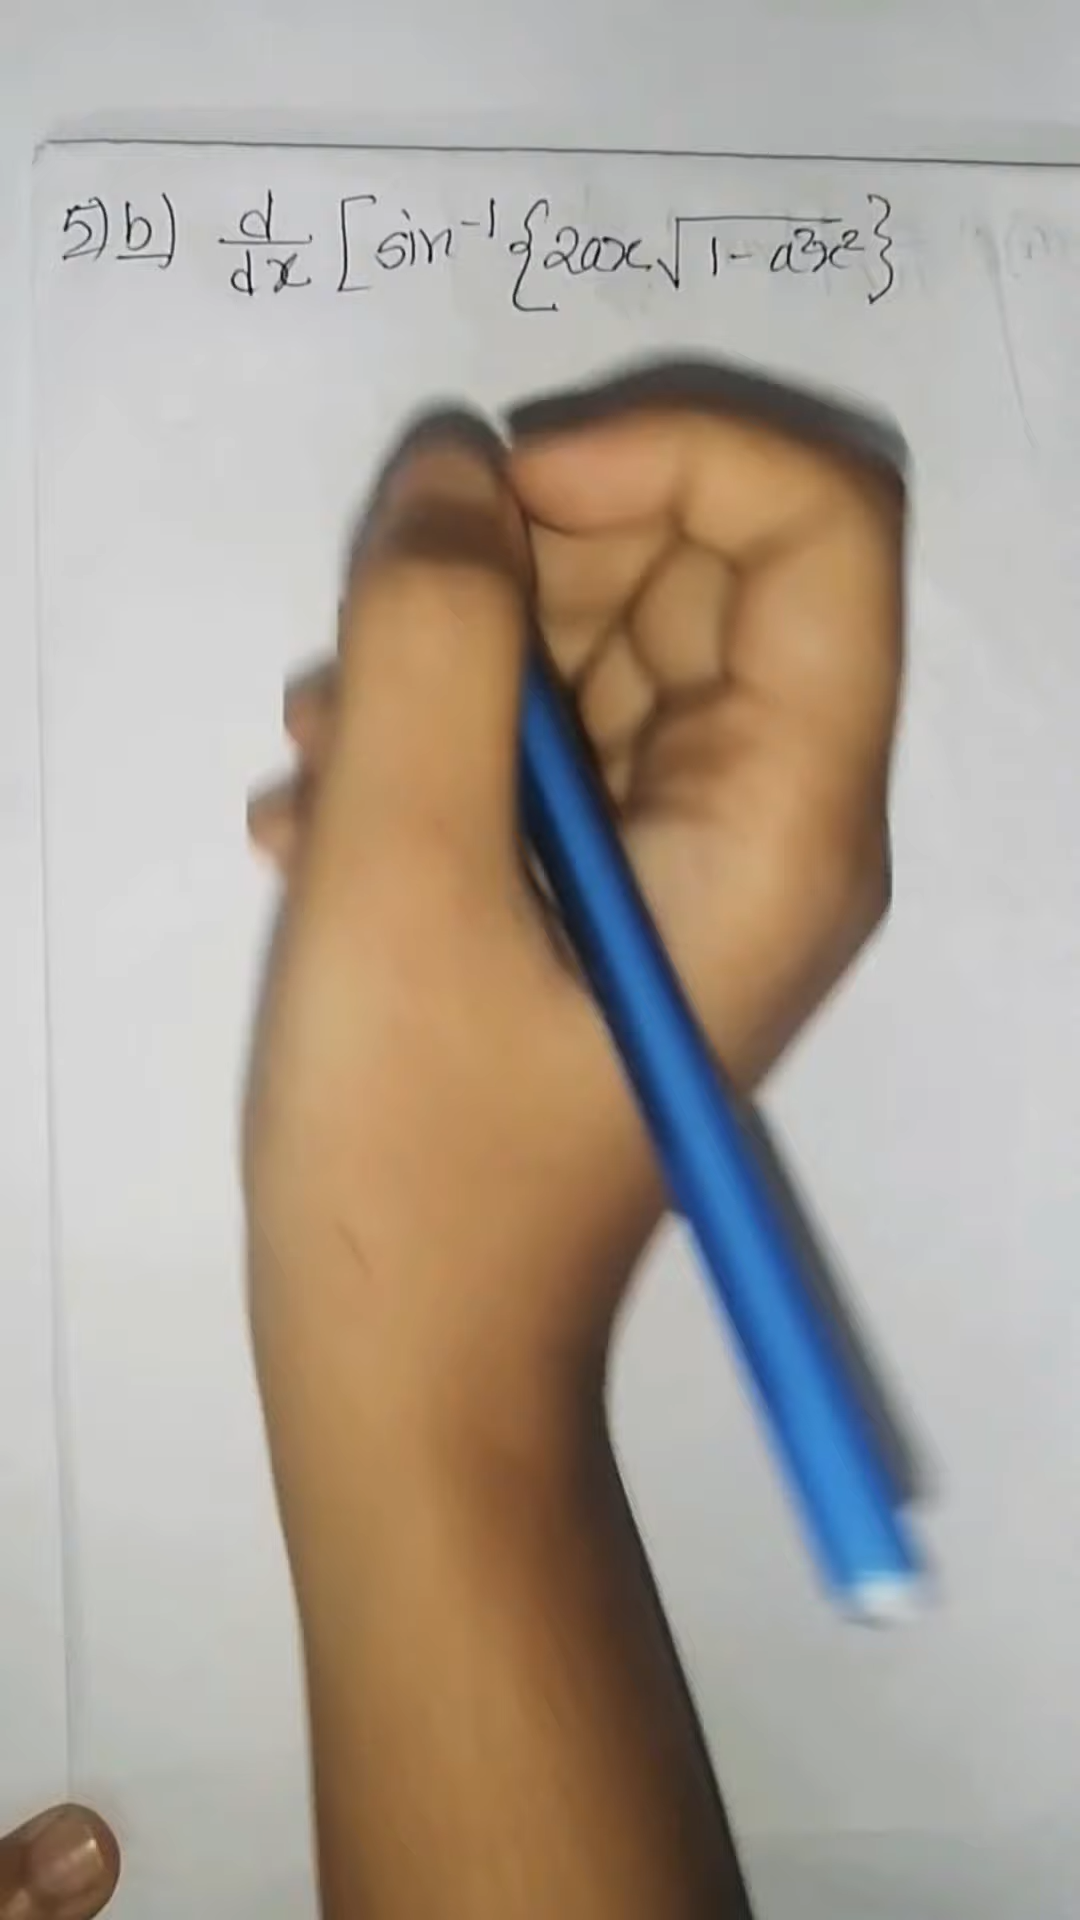 5) b) d/dx [sin⁻¹{2ax√(1-a²x²)}